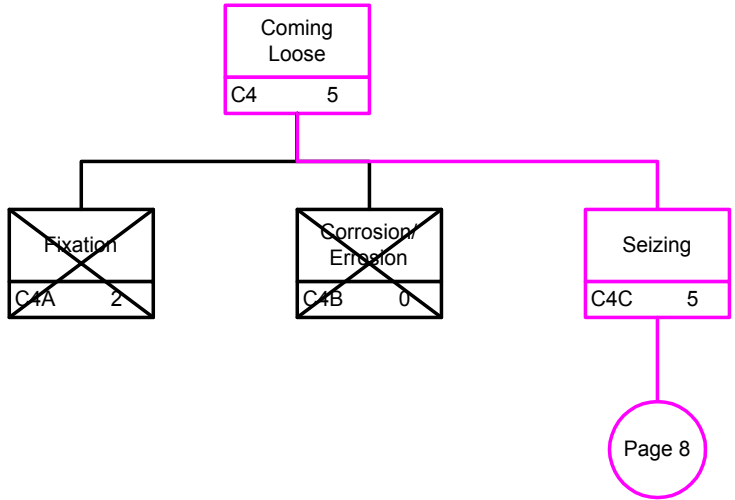 Coming
Loose
C4 5
Fixation
C4A 2
Corrosion/
Errosion
C4B 0
Seizing
C4C 5
Page 8